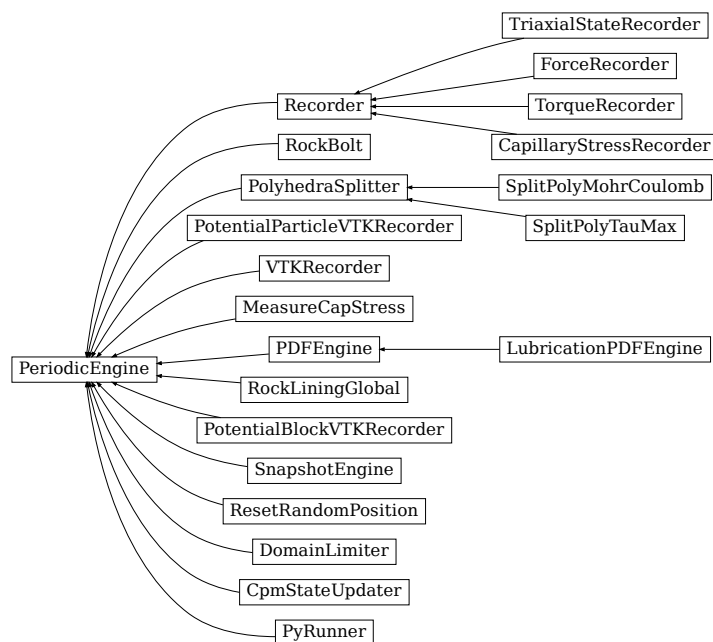 TriaxialStateRecorder
ForceRecorder
Recorder
TorqueRecorder
CapillaryStressRecorder
RockBolt
PolyhedraSplitter
SplitPolyMohrCoulomb
PotentialParticleVTKRecorder
SplitPolyTauMax
VTKRecorder
MeasureCapStress
PDFEngine
LubricationPDFEngine
PeriodicEngine
RockLiningGlobal
PotentialBlockVTKRecorder
SnapshotEngine
ResetRandomPosition
DomainLimiter
CpmStateUpdater
PyRunner